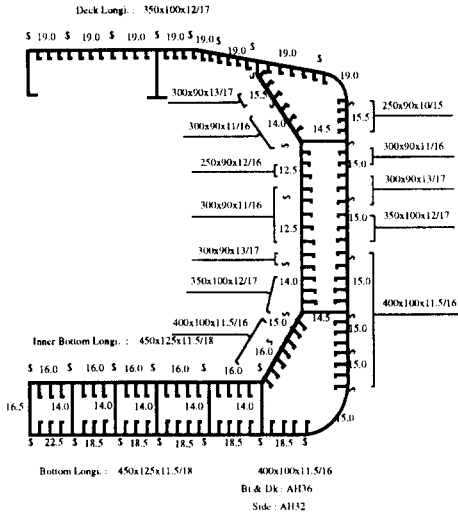 Deck Longi. : 350x100x12/17
$ 19.0 $ 19.0 $ 19.0 $ 19.0 $ 19.0 $
19.0 $
19.0
300x90x13/17
15.5
250x90x10/15
15.5
300x90x11/16
14.0
14.5
$
300x90x11/16
15.0
250x90x12/16
12.5
300x90x13/17
$
300x90x11/16
15.0
350x100x12/17
12.5
300x90x13/17
$
350x100x12/17
14.0
15.0
400x100x11.5/16
400x100x11.5/16
15.0
14.5
15.0
Inner Bottom Longi. : 450x125x11.5/18
$
16.0
15.0
$ 16.0 $ 16.0 $ 16.0 $ 16.0 $ 16.0
16.5
14.0 14.0 14.0 14.0 14.0
15.0
$ 22.5 $ 18.5 $ 18.5 $ 18.5 $ 18.5 $ 18.5 $
Bottom Longi. : 450x125x11.5/18
400x100x11.5/16
Bt & Dk : AH36
Side : AH32